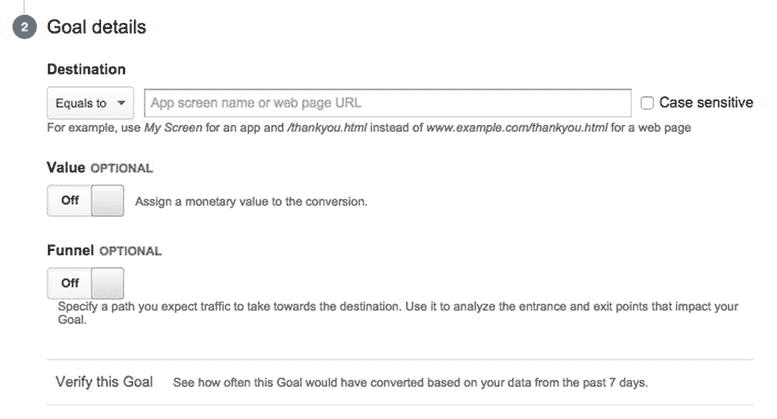 2 Goal details
Destination
Equals to App screen name or web page URL Case sensitive
For example, use My Screen for an app and /thankyou.html instead of www.example.com/thankyou.html for a web page
Value OPTIONAL
Off Assign a monetary value to the conversion.
Funnel OPTIONAL
Off
Specify a path you expect traffic to take towards the destination. Use it to analyze the entrance and exit points that impact your
Goal.
Verify this Goal See how often this Goal would have converted based on your data from the past 7 days.